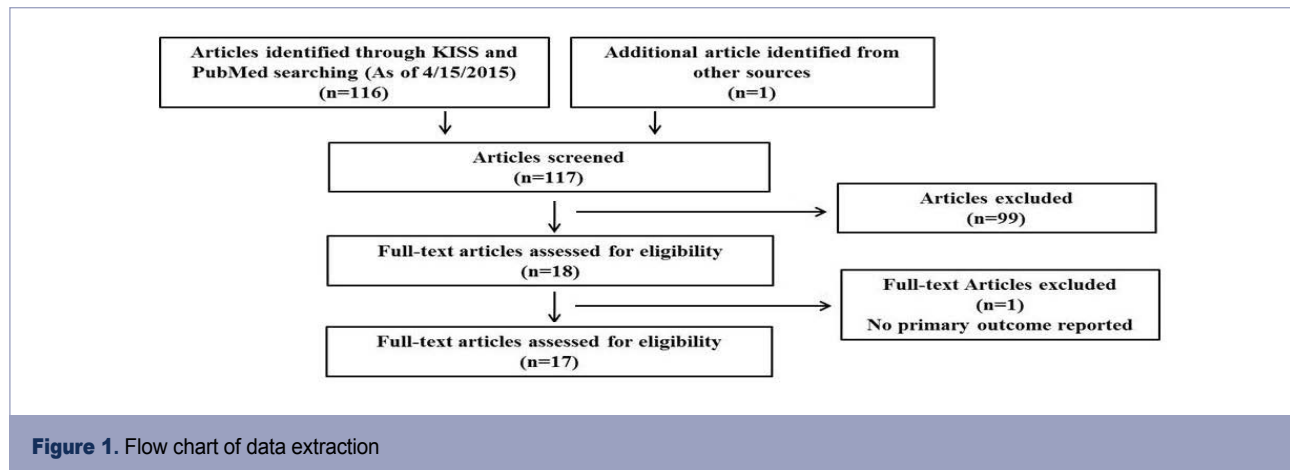 Articles identified through KISS and
PubMed searching (As of 4/15/2015)
(n=116)
Additional article identified from
other sources
(n=1)
Articles screened
(n=117)
Articles excluded
(n=99)
Full-text articles assessed for eligibility
(n=18)
Full-text Articles excluded
(n=1)
No primary outcome reported
Full-text articles assessed for eligibility
(n=17)
Figure 1. Flow chart of data extraction